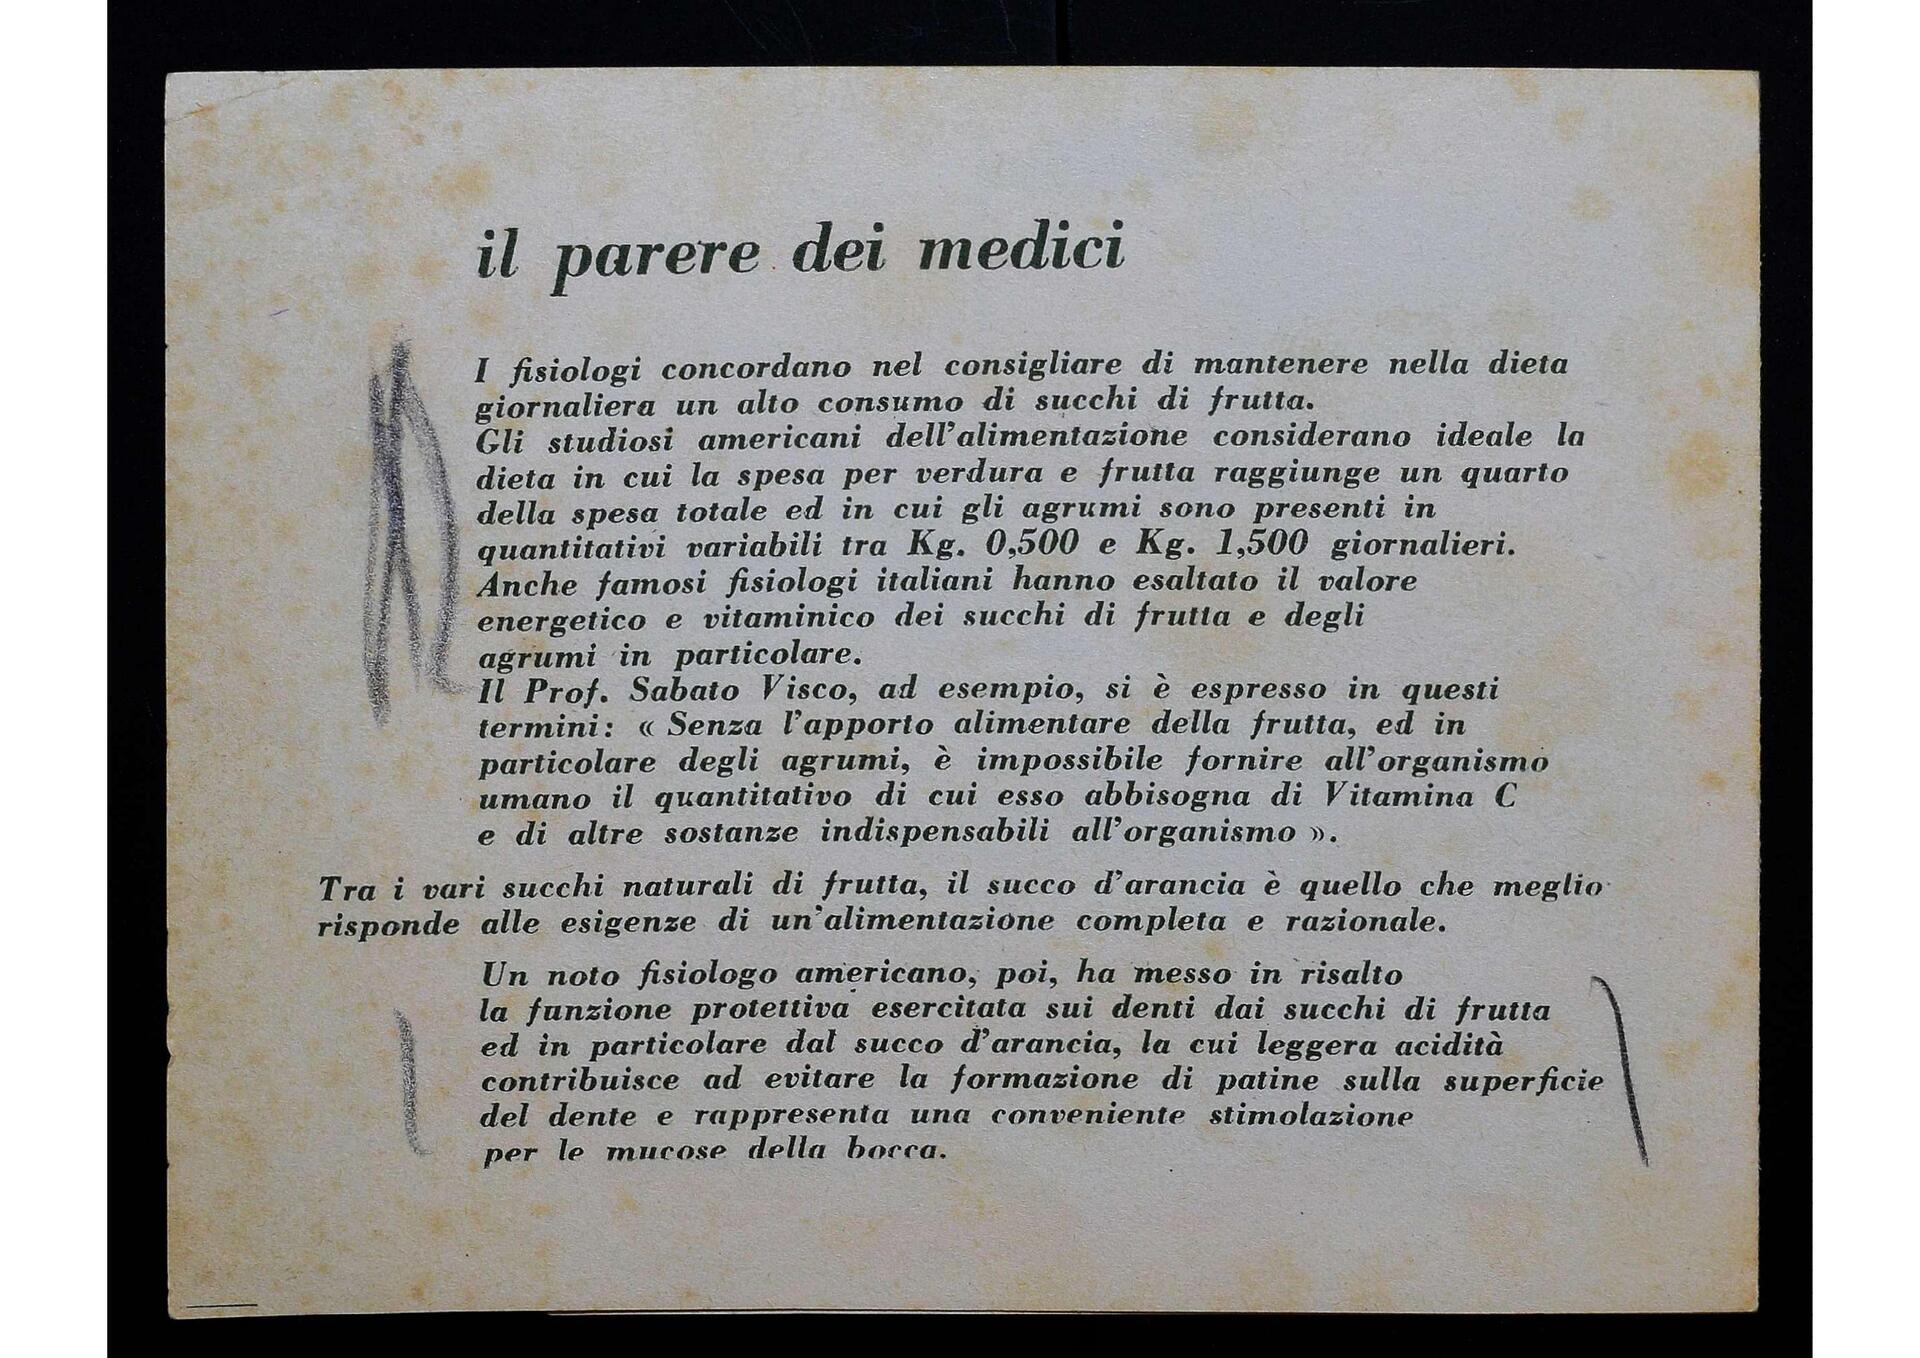 il parere dei medici
I fisiologi concordano nel consigliare di mantenere nella dieta
giornaliera un alto consumo di succhi di frutta.
Gli studiosi americani dell'alimentazione considerano ideale la
dieta in cui la spesa per verdura e frutta raggiunge un quarto
della spesa totale ed in cui gli agrumi sono presenti in
quantitativi variabili tra Kg. 0,500 e Kg. 1,500 giornalieri.
Anche famosi fisiologi italiani hanno esaltato il valore
energetico e vitaminico dei succhi di frutta e degli
agrumi in particolare.
Il Prof. Sabato Visco, ad esempio, si è espresso in questi
termini: « Senza l'apporto alimentare della frutta, ed in
particolare degli agrumi, è impossibile fornire all'organismo
umano il quantitativo di cui esso abbisogna di Vitamina C
e di altre sostanze indispensabili all'organismo ».
Tra i vari succhi naturali di frutta, il succo d'arancia è quello che meglio
risponde alle esigenze di un'alimentazione completa e razionale.
Un noto fisiologo americano, poi, ha messo in risalto
la funzione protettiva esercitata sui denti dai succhi di frutta
ed in particolare dal succo d'arancia, la cui leggera acidità
contribuisce ad evitare la formazione di patine sulla superficie
del dente e rappresenta una conveniente stimolazione
per le mucose della bocca.